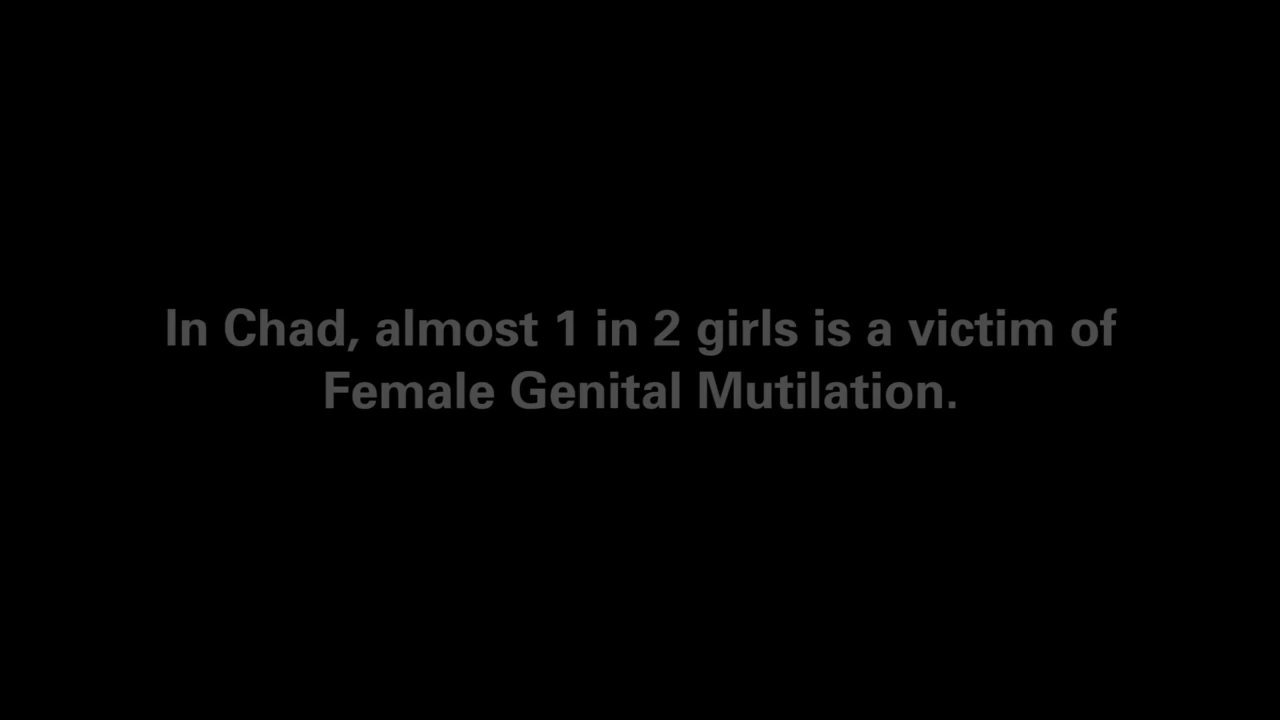 In Chad, almost 1 in 2 girls is a victim of
Female Genital Mutilation.